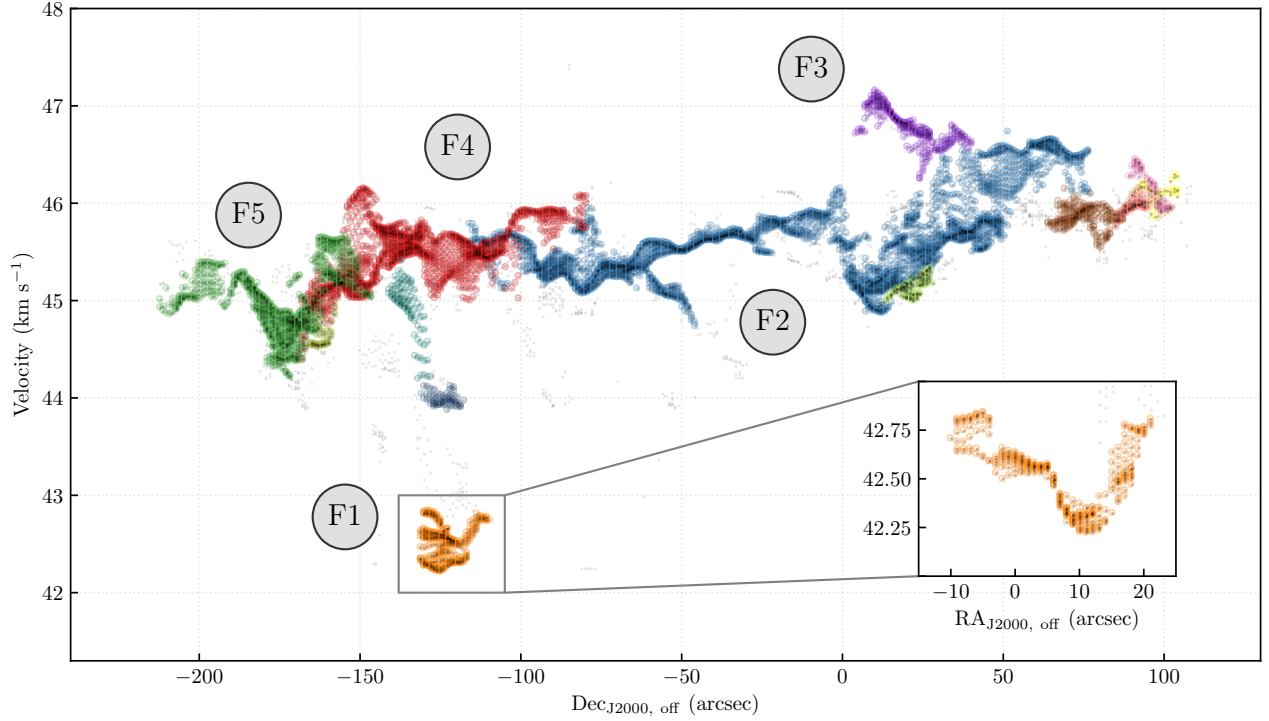 48
47
46
45
44
43
42
Velocity (km s⁻¹)
F3
F4
F5
F2
F1
42.75
42.50
42.25
−10 0 10 20
RA_J2000, off (arcsec)
−200 −150 −100 −50 0 50 100
Dec_J2000, off (arcsec)